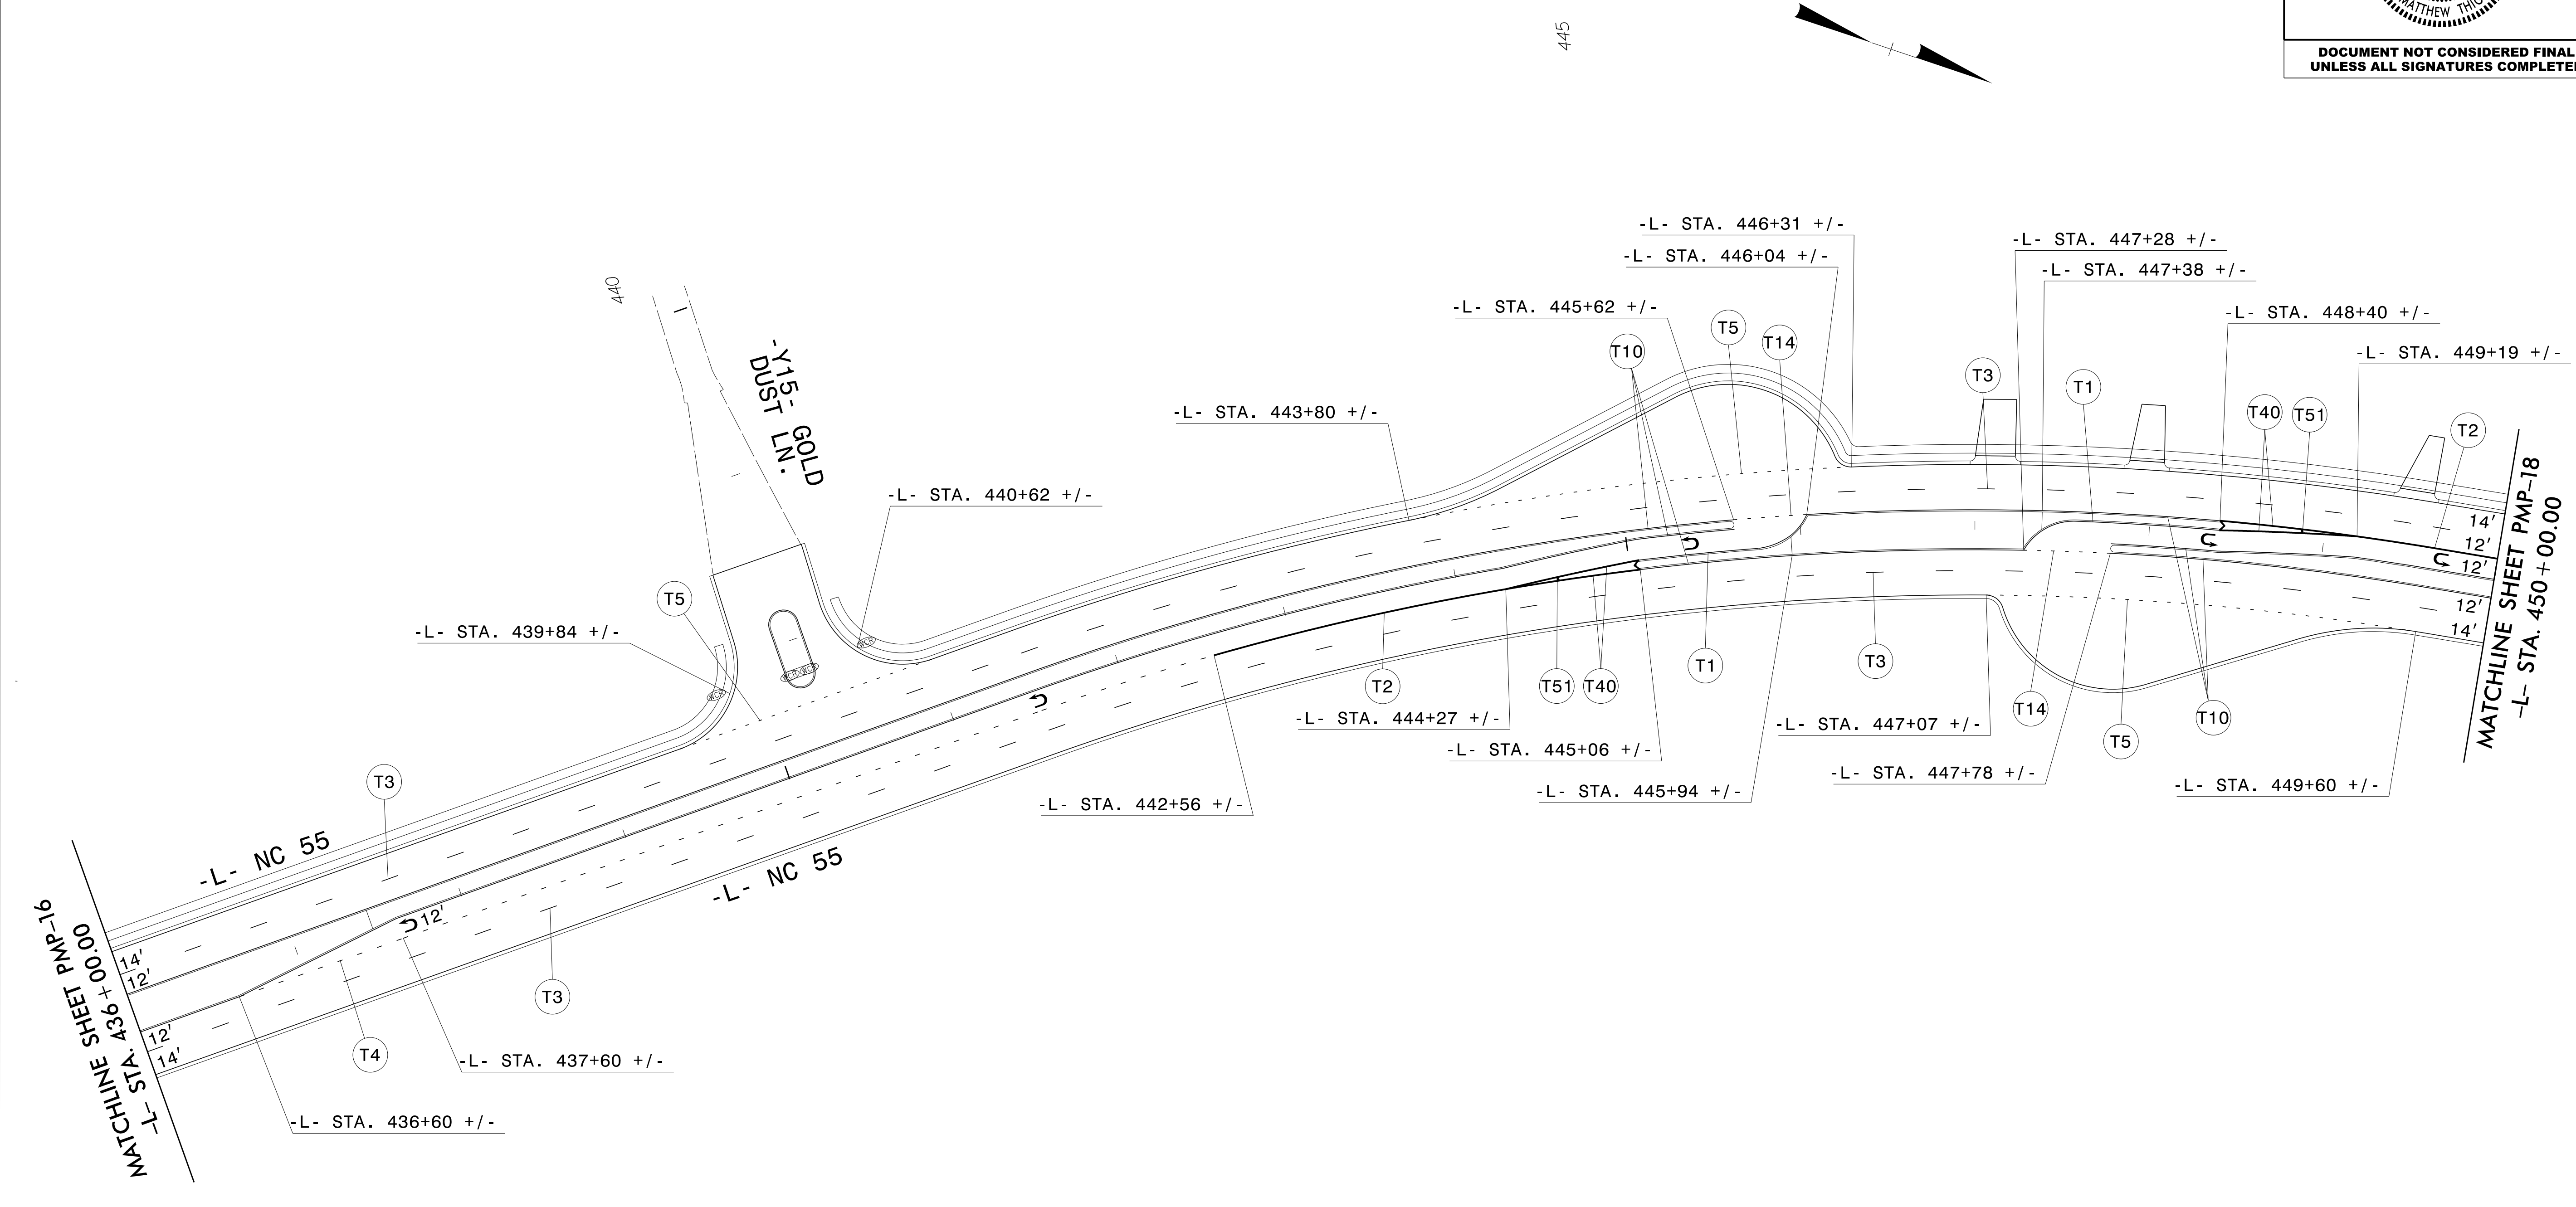 MATTHEW
DOCUMENT NOT CONSIDERED FINAL
445
-L- STA. 446+31 +/-
-L- STA. 447+28 +/-
-L- STA. 446+04 +/-
-L- STA. 447+38 +/-
440
-L- STA. 445+62 +/-
-L- STA. 448+40 +/-
T5
T14
T10
-L- STA. 449+19 +/-
-Y15- GOLD
DUST LN.
T3
T1
-L- STA. 443+80 +/-
T40
T51
T2
-L- STA. 440+62 +/-
MATCHLINE SHEET PMP-18
-L- STA. 450+00.00
14'
12'
12'
12'
14'
T5
-L- STA. 439+84 +/-
WCR
WCR
WCR
WCR
T1
T3
T2
T51
T40
T14
T10
-L- STA. 444+27 +/-
-L- STA. 447+07 +/-
T5
-L- STA. 445+06 +/-
-L- STA. 447+78 +/-
T3
-L- STA. 445+94 +/-
-L- STA. 449+60 +/-
-L- STA. 442+56 +/-
-L- NC 55
-L- NC 55
12'
MATCHLINE SHEET PMP-16
-L- STA. 436+00.00
14'
12'
12'
14'
T3
T4
-L- STA. 437+60 +/-
-L- STA. 436+60 +/-